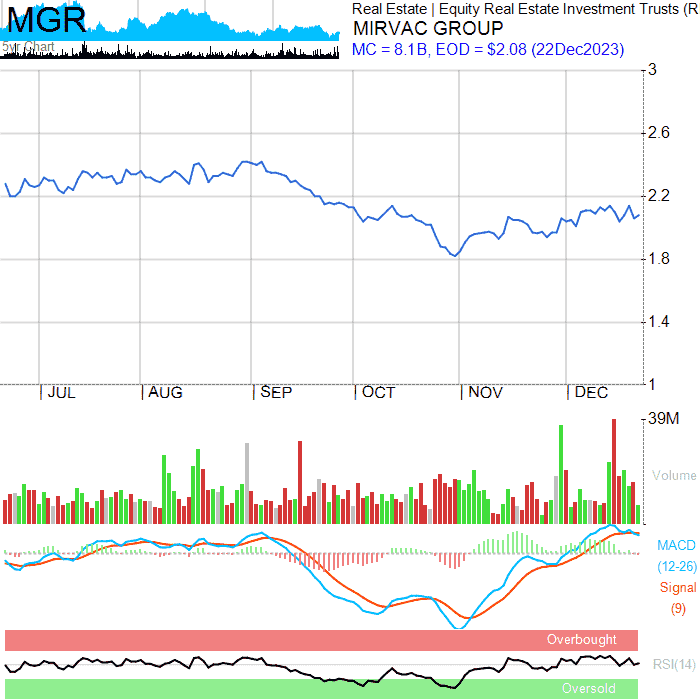 MGR
5yr Chart
Real Estate | Equity Real Estate Investment Trusts (R
MIRVAC GROUP
MC = 8.1B, EOD = $2.08 (22Dec2023)
3
2.6
2.2
1.8
1.4
1
| JUL | AUG | SEP | OCT | NOV | DEC
39M
Volume
MACD
(12-26)
Signal
(9)
Overbought
RSI(14)
Oversold